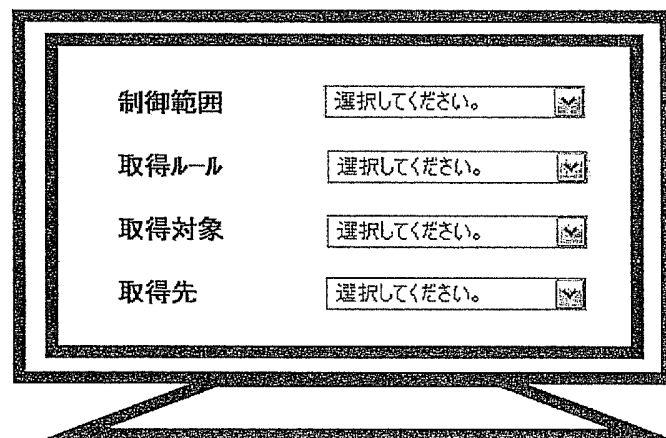 制御範囲 選択してください。
取得ルール 選択してください。
取得対象 選択してください。
取得先 選択してください。